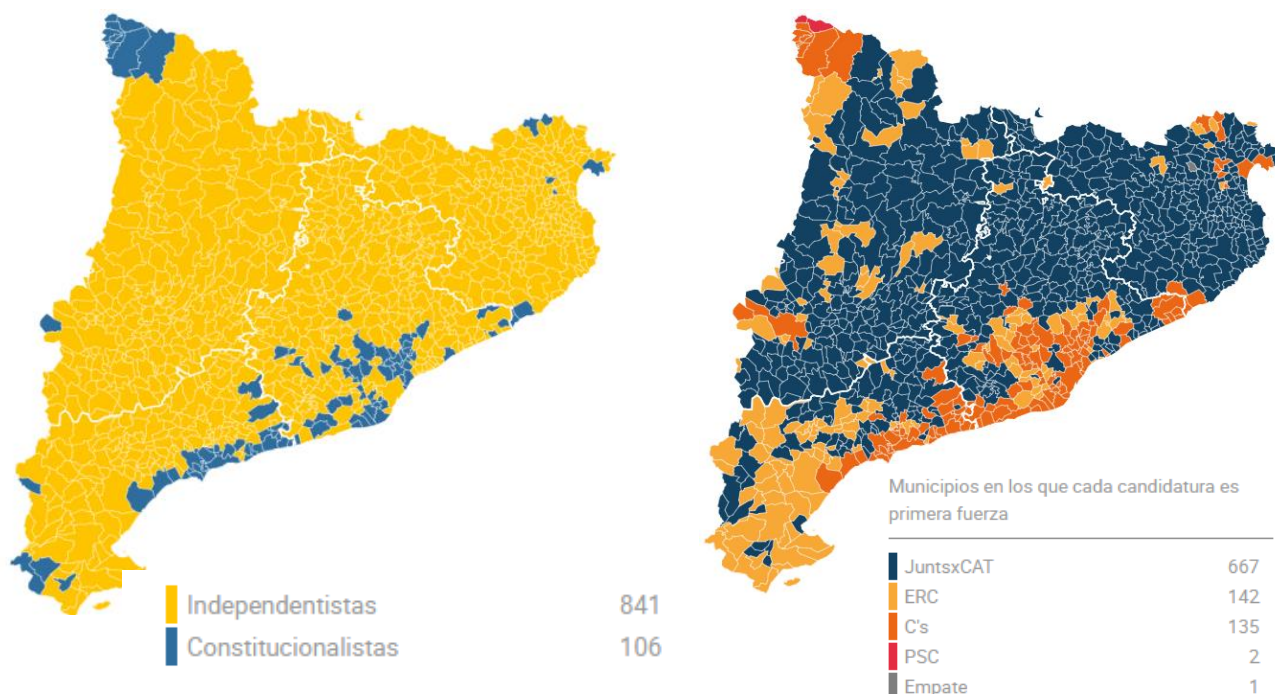 Independentistas 841
Constitucionalistas 106
Municipios en los que cada candidatura es
primera fuerza
JuntsxCAT 667
ERC 142
C's 135
PSC 2
Empate 1